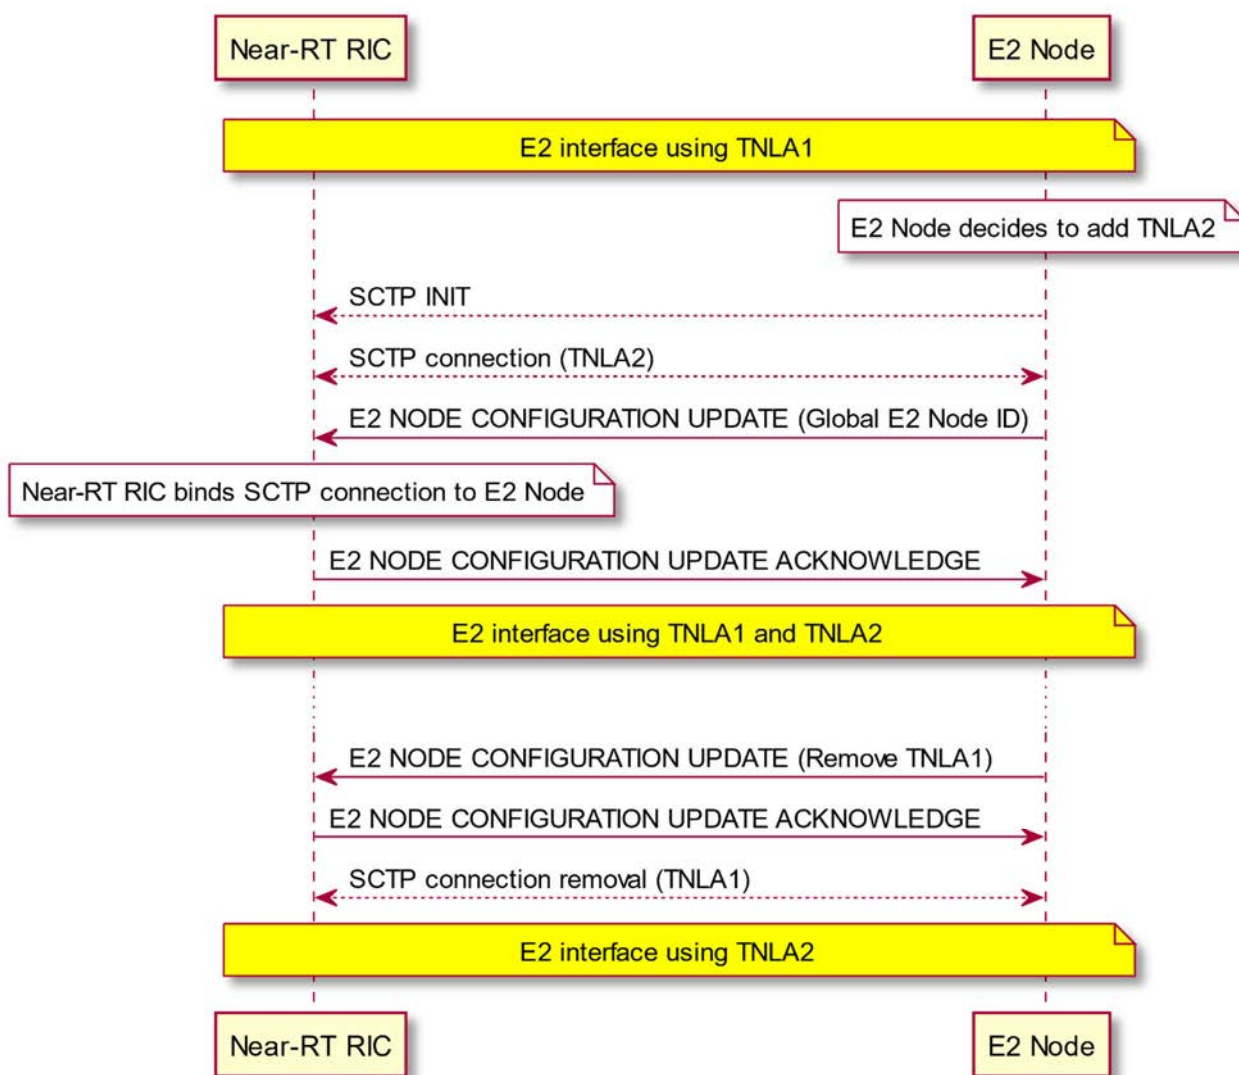 Near-RT RIC
E2 Node
E2 interface using TNLA1
E2 Node decides to add TNLA2
SCTP INIT
SCTP connection (TNLA2)
E2 NODE CONFIGURATION UPDATE (Global E2 Node ID)
Near-RT RIC binds SCTP connection to E2 Node
E2 NODE CONFIGURATION UPDATE ACKNOWLEDGE
E2 interface using TNLA1 and TNLA2
E2 NODE CONFIGURATION UPDATE (Remove TNLA1)
E2 NODE CONFIGURATION UPDATE ACKNOWLEDGE
SCTP connection removal (TNLA1)
E2 interface using TNLA2
Near-RT RIC
E2 Node